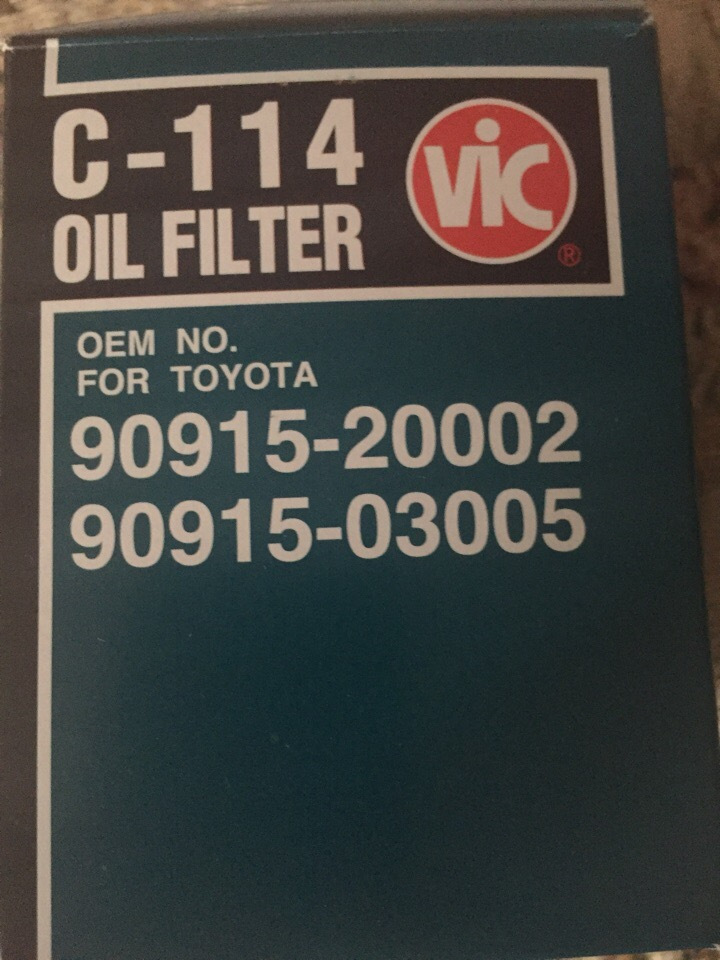 C-114
OIL FILTER
VIC
®
OEM NO.
FOR TOYOTA
90915-20002
90915-03005